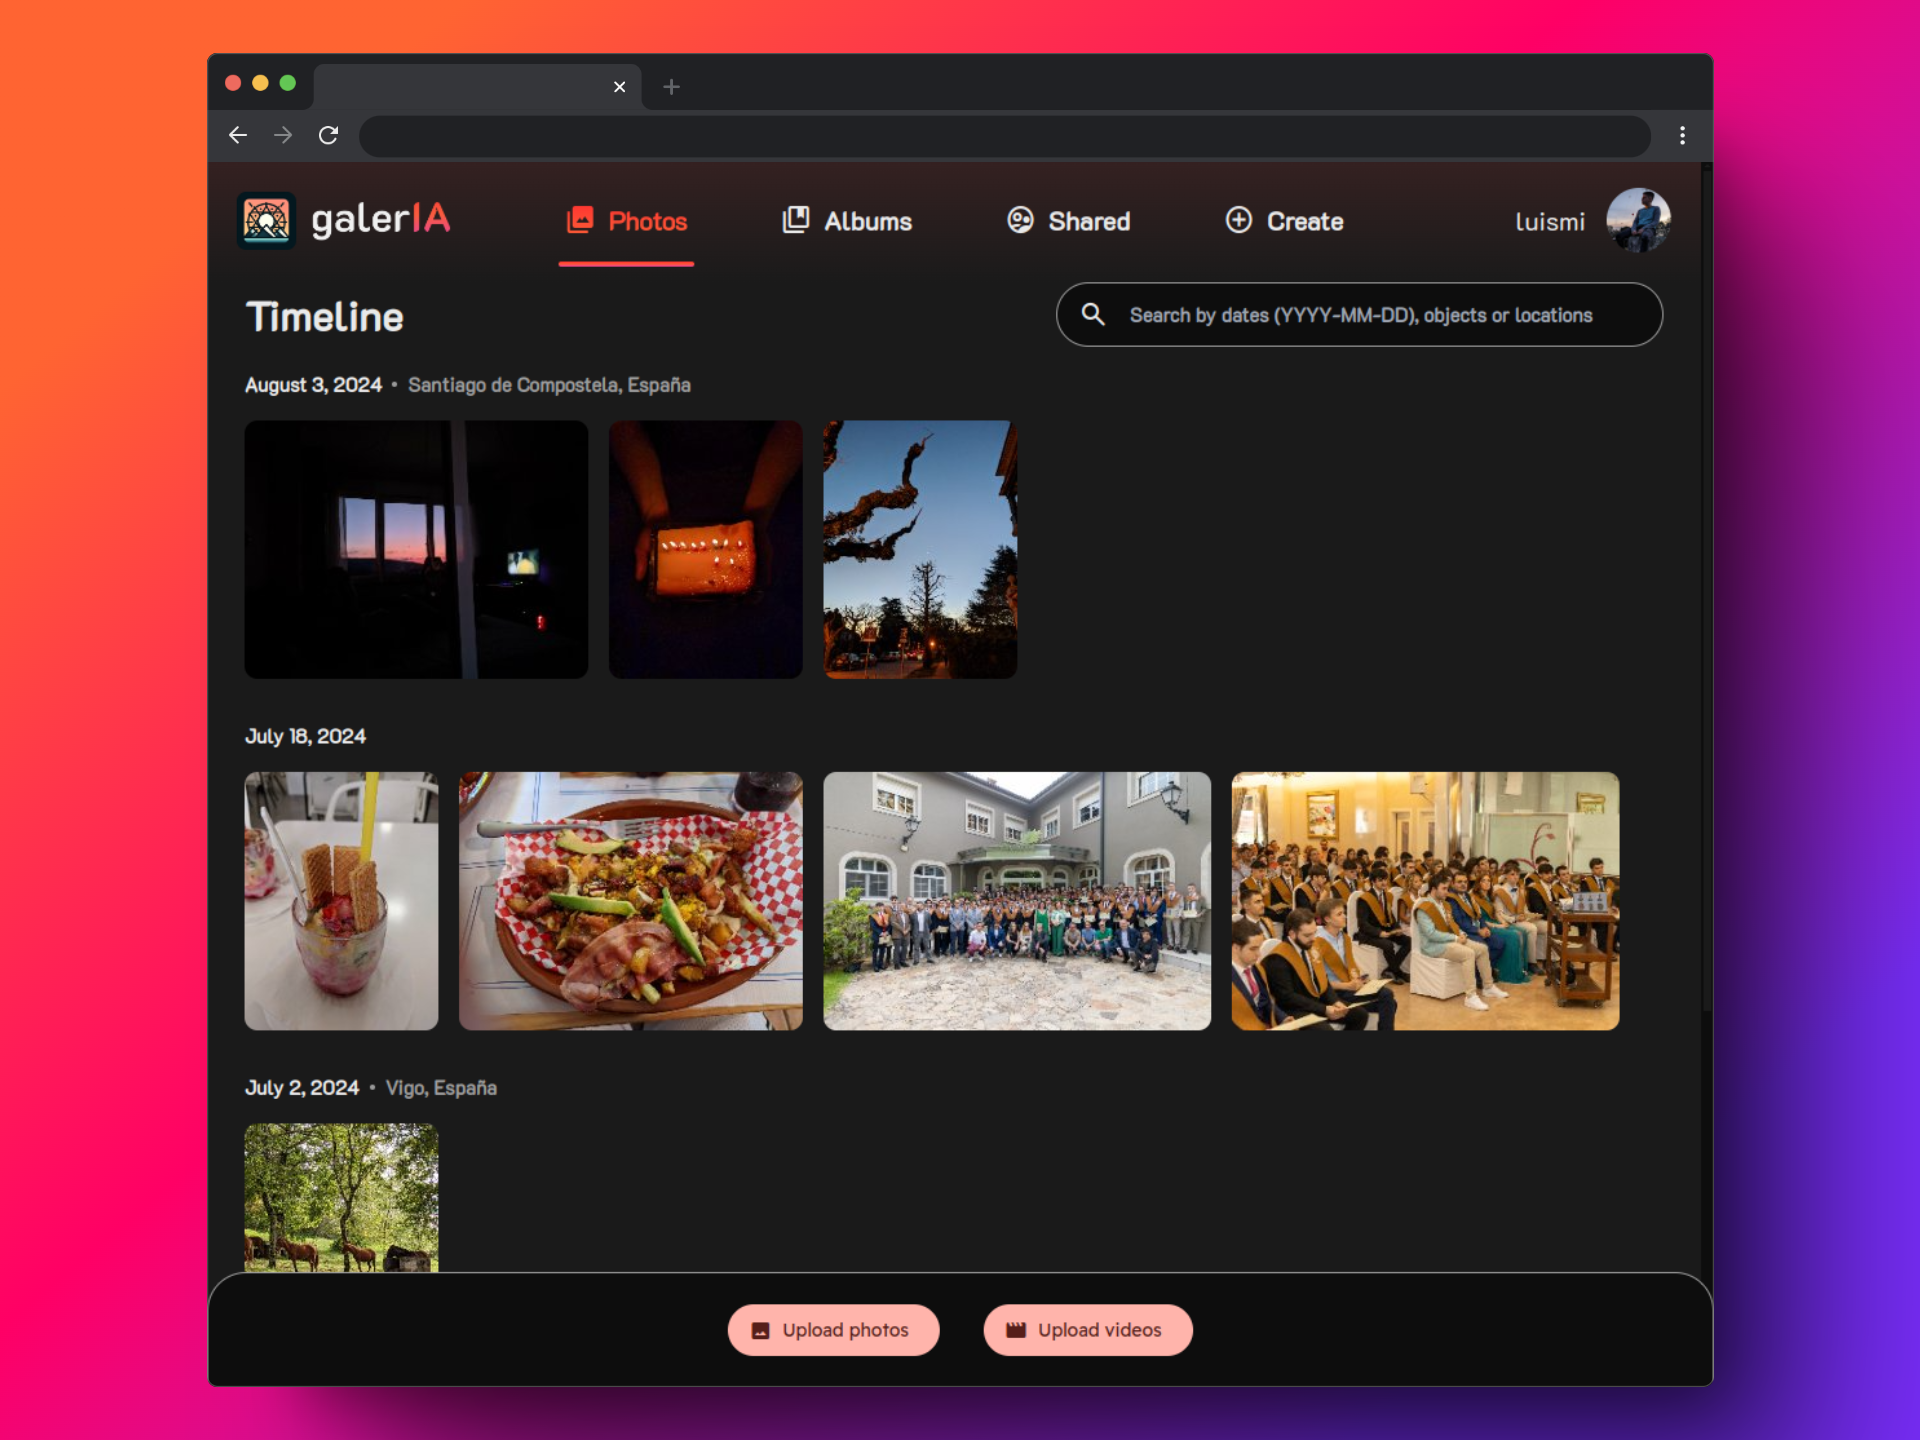 galerIA
Photos
Albums
Shared
Create
luismi
Timeline
Search by dates (YYYY-MM-DD), objects or locations
August 3, 2024 • Santiago de Compostela, España
July 18, 2024
July 2, 2024 • Vigo, España
Upload photos
Upload videos